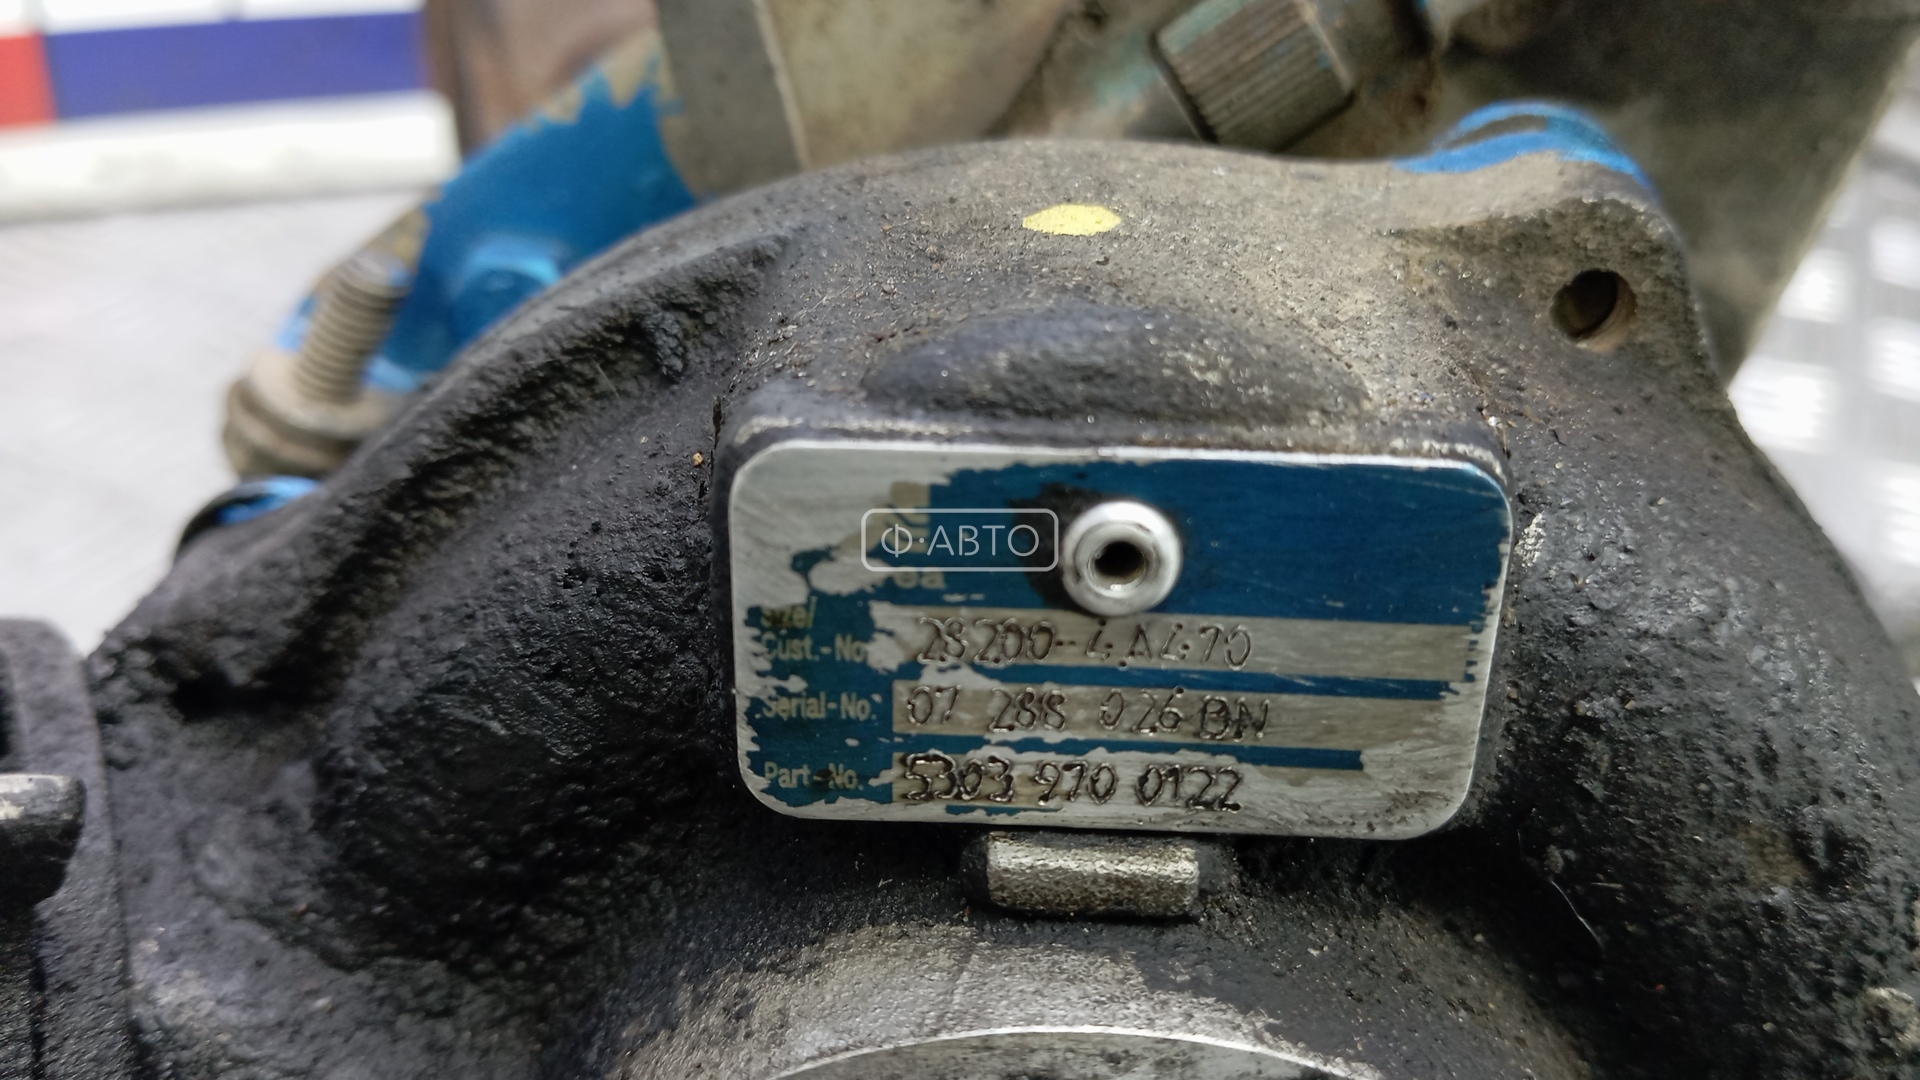 Ф·АВТО
Size/
Cust.-No. 28200-4A470
Serial-No. 07 288 026 BN
Part-No. 5303 970 0122